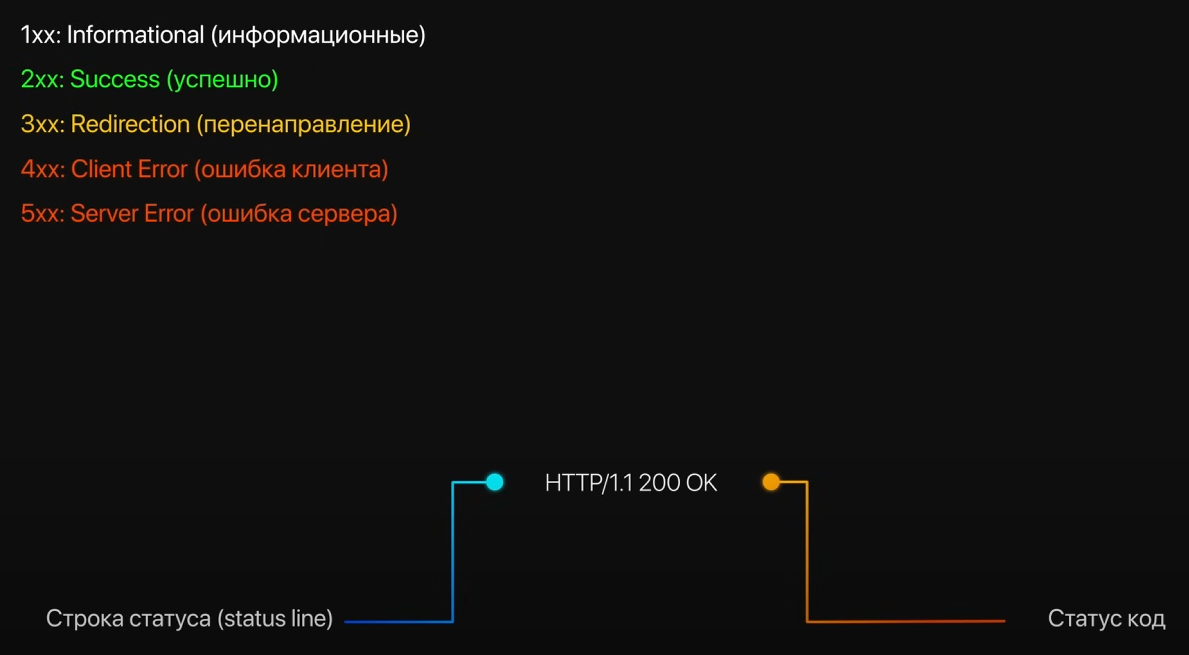 1xx: Informational (информационные)
2xx: Success (успешно)
3xx: Redirection (перенаправление)
4xx: Client Error (ошибка клиента)
5xx: Server Error (ошибка сервера)
HTTP/1.1 200 OK
Строка статуса (status line)
Статус код